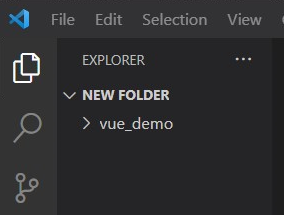 File Edit Selection View
EXPLORER ...
NEW FOLDER
vue_demo